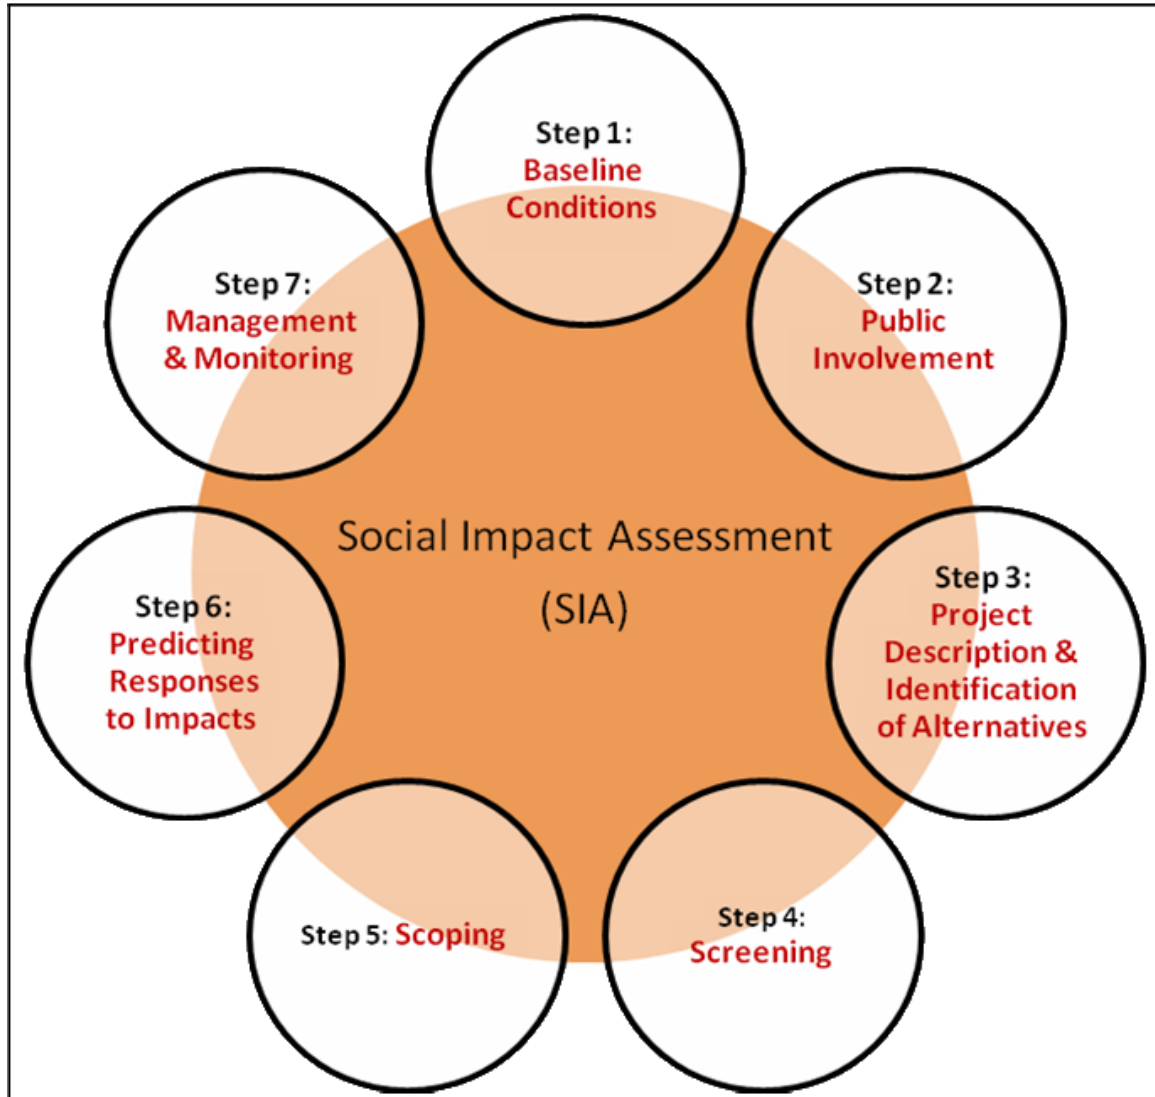 Step 1:
Baseline
Conditions
Step 2:
Public
Involvement
Step 3:
Project
Description &
Identification
of Alternatives
Step 4:
Screening
Step 5: Scoping
Step 6:
Predicting
Responses
to Impacts
Step 7:
Management
& Monitoring
Social Impact Assessment
(SIA)